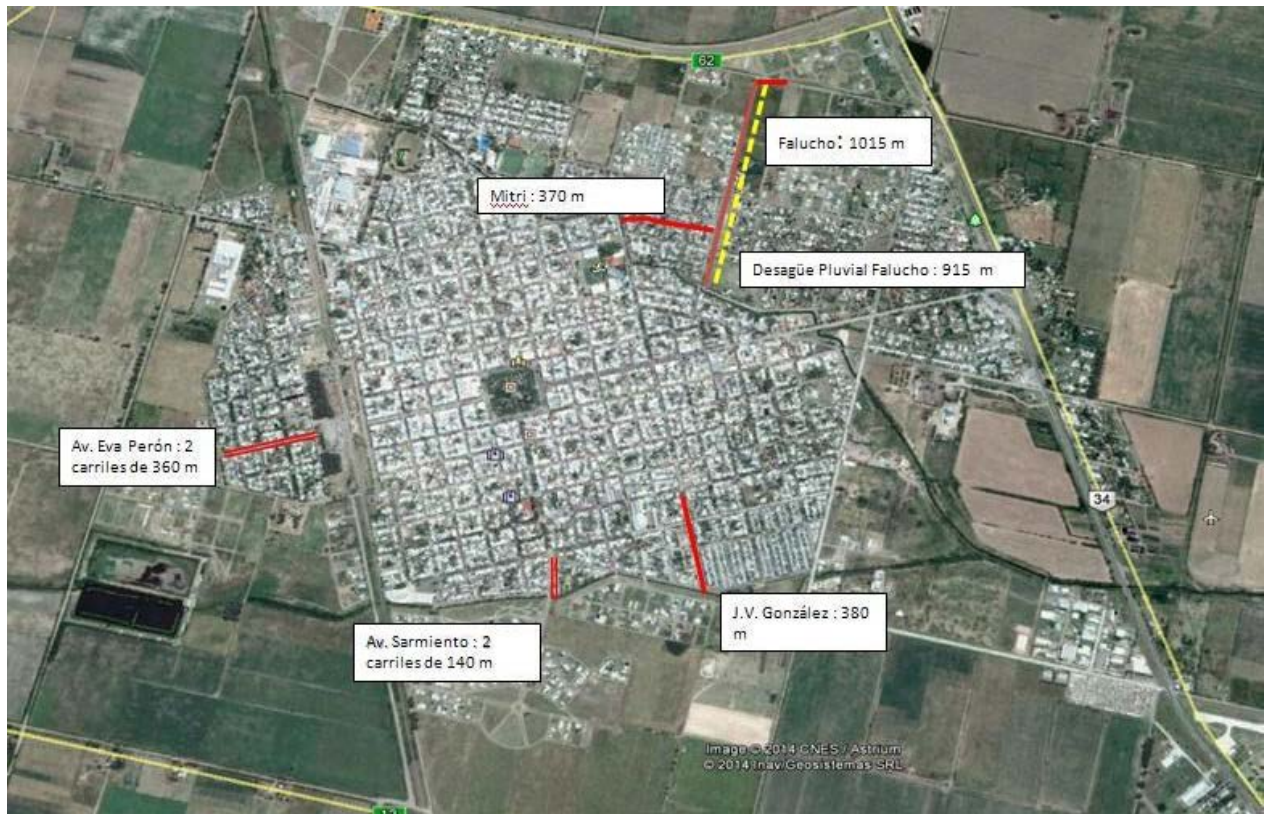 62
Falucho: 1015 m
Mitri : 370 m
Desagüe Pluvial Falucho : 915 m
Av. Eva Perón : 2
carriles de 360 m
34
J.V. González : 380
m
Av. Sarmiento : 2
carriles de 140 m
Image © 2014 CNES / Astrium
© 2014 Inav/Geosistemas SRL
13